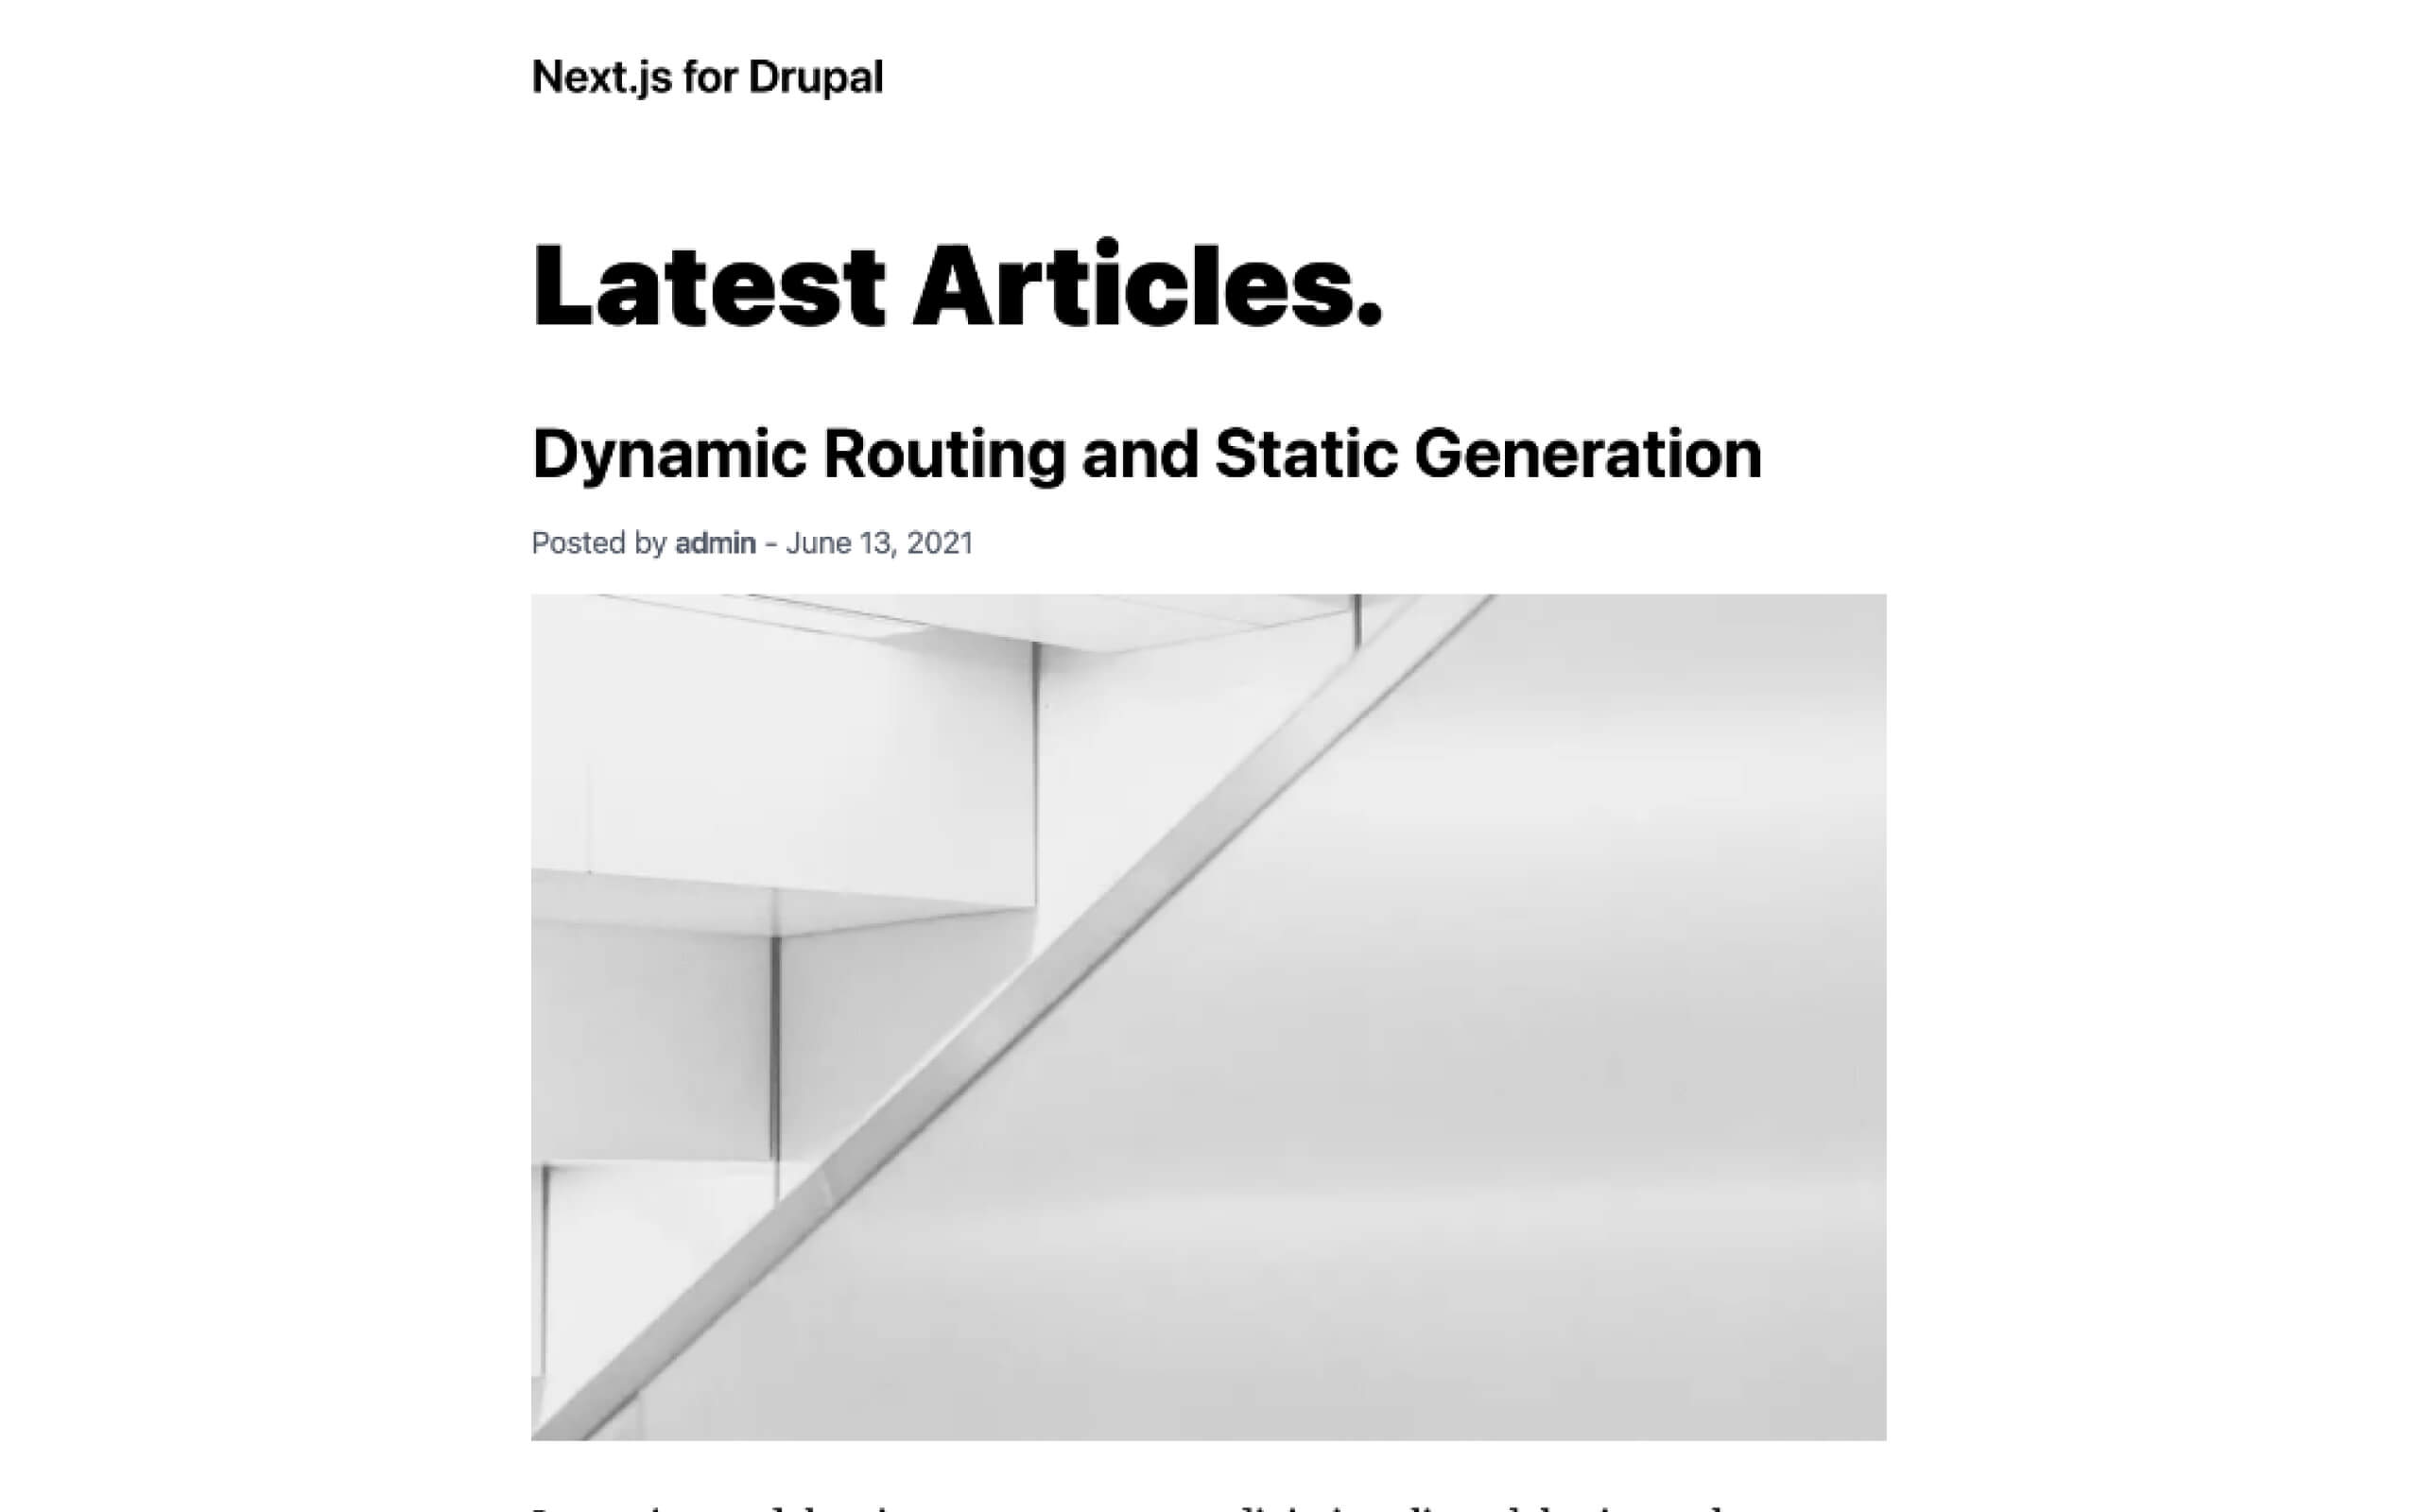 Next.js for Drupal
Latest Articles.
Dynamic Routing and Static Generation
Posted by admin - June 13, 2021